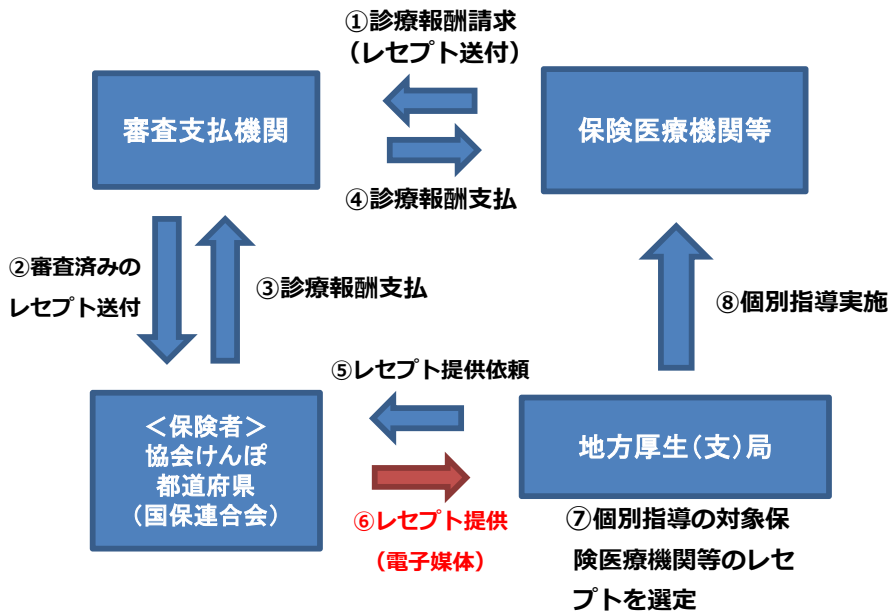 ①診療報酬請求
（レセプト送付）
審査支払機関
保険医療機関等
④診療報酬支払
②審査済みの
レセプト送付
③診療報酬支払
⑧個別指導実施
⑤レセプト提供依頼
＜保険者＞
協会けんぽ
都道府県
（国保連合会）
地方厚生（支）局
⑥レセプト提供
（電子媒体）
⑦個別指導の対象保
険医療機関等のレセ
プトを選定